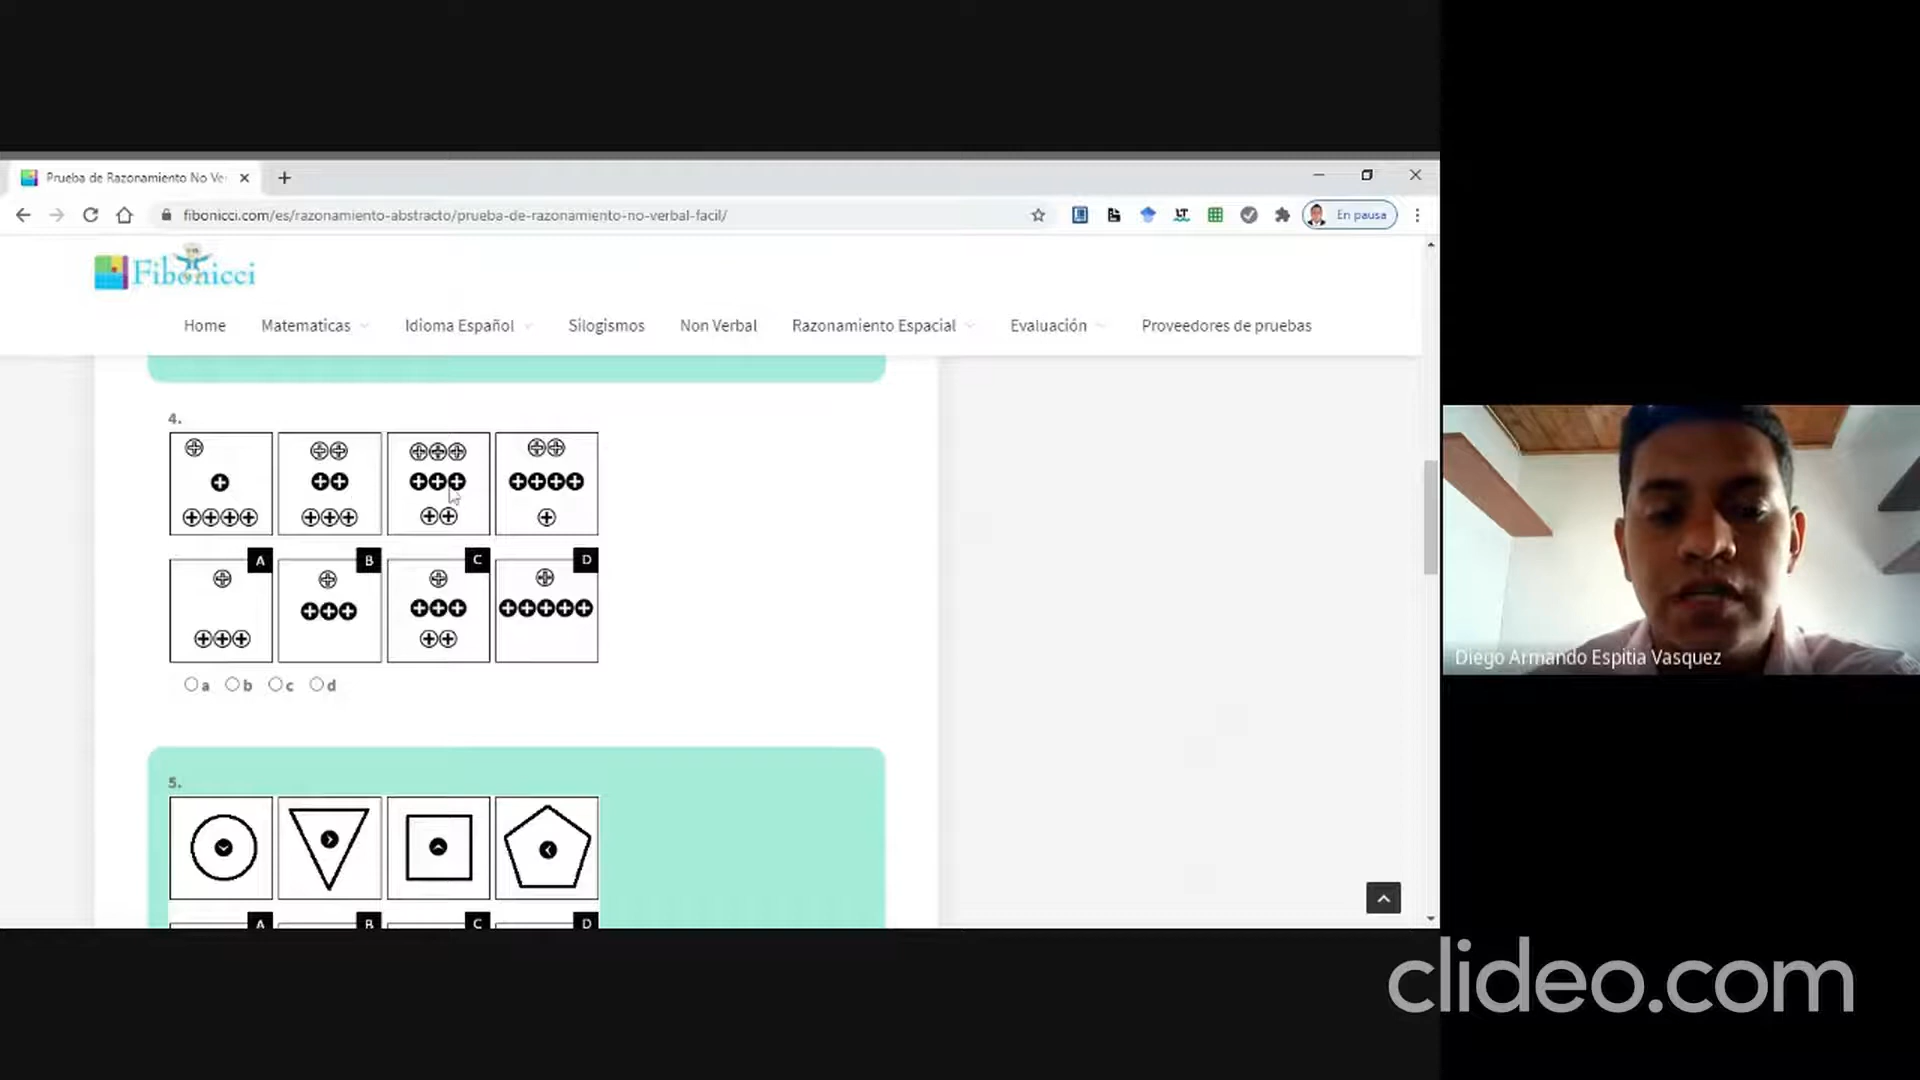 Prueba de Razonamiento No Ve
fibonicci.com/es/razonamiento-abstracto/prueba-de-razonamiento-no-verbal-facil/
LT
En pausa
Fibonicci
Home Matematicas Idioma Español Silogismos Non Verbal Razonamiento Espacial Evaluación Proveedores de pruebas
4.
A B C D
a b c d
5.
A B C D
Diego Armando Espitia Vasquez
clideo.com